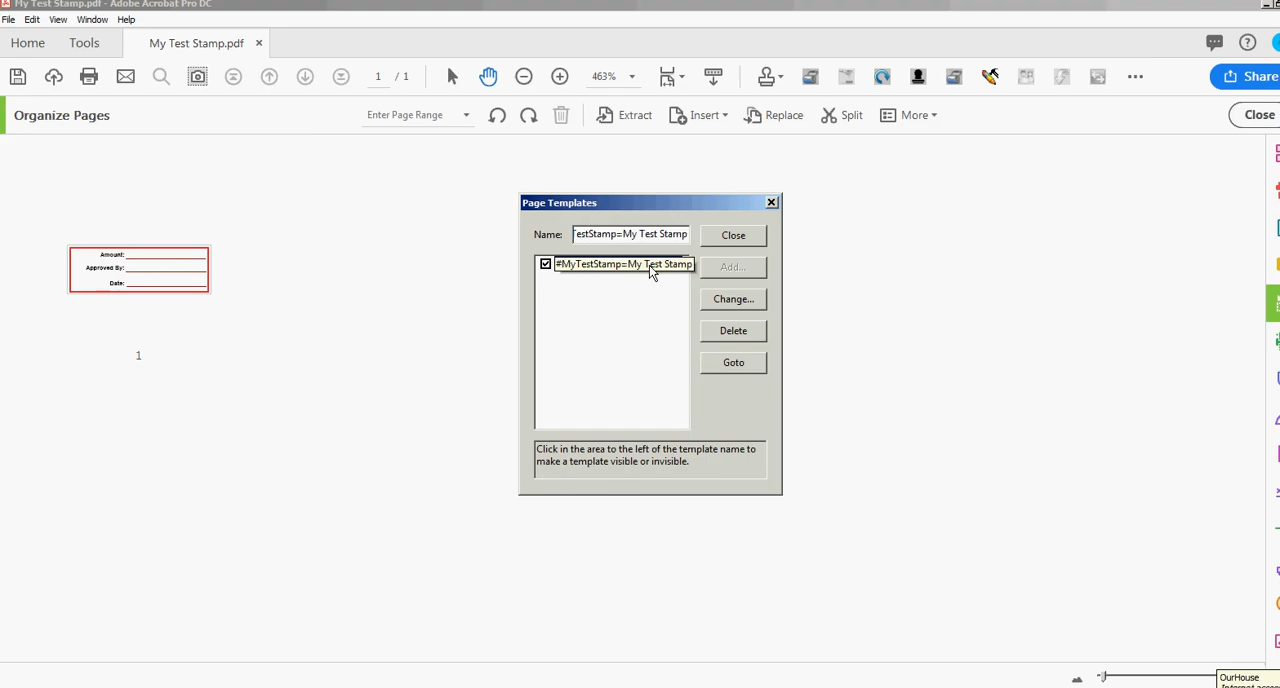 My Test Stamp.pdf - Adobe Acrobat Pro DC
File Edit View Window Help
Home Tools My Test Stamp.pdf ×
1 / 1 463% Share
Organize Pages Enter Page Range Extract Insert Replace Split More Close
Page Templates
Name: TestStamp=My Test Stamp Close
#MyTestStamp=My Test Stamp Add...
Change...
Delete
Goto
Click in the area to the left of the template name to
make a template visible or invisible.
Amount:
Approved By:
Date:
1
OurHouse
Internet access